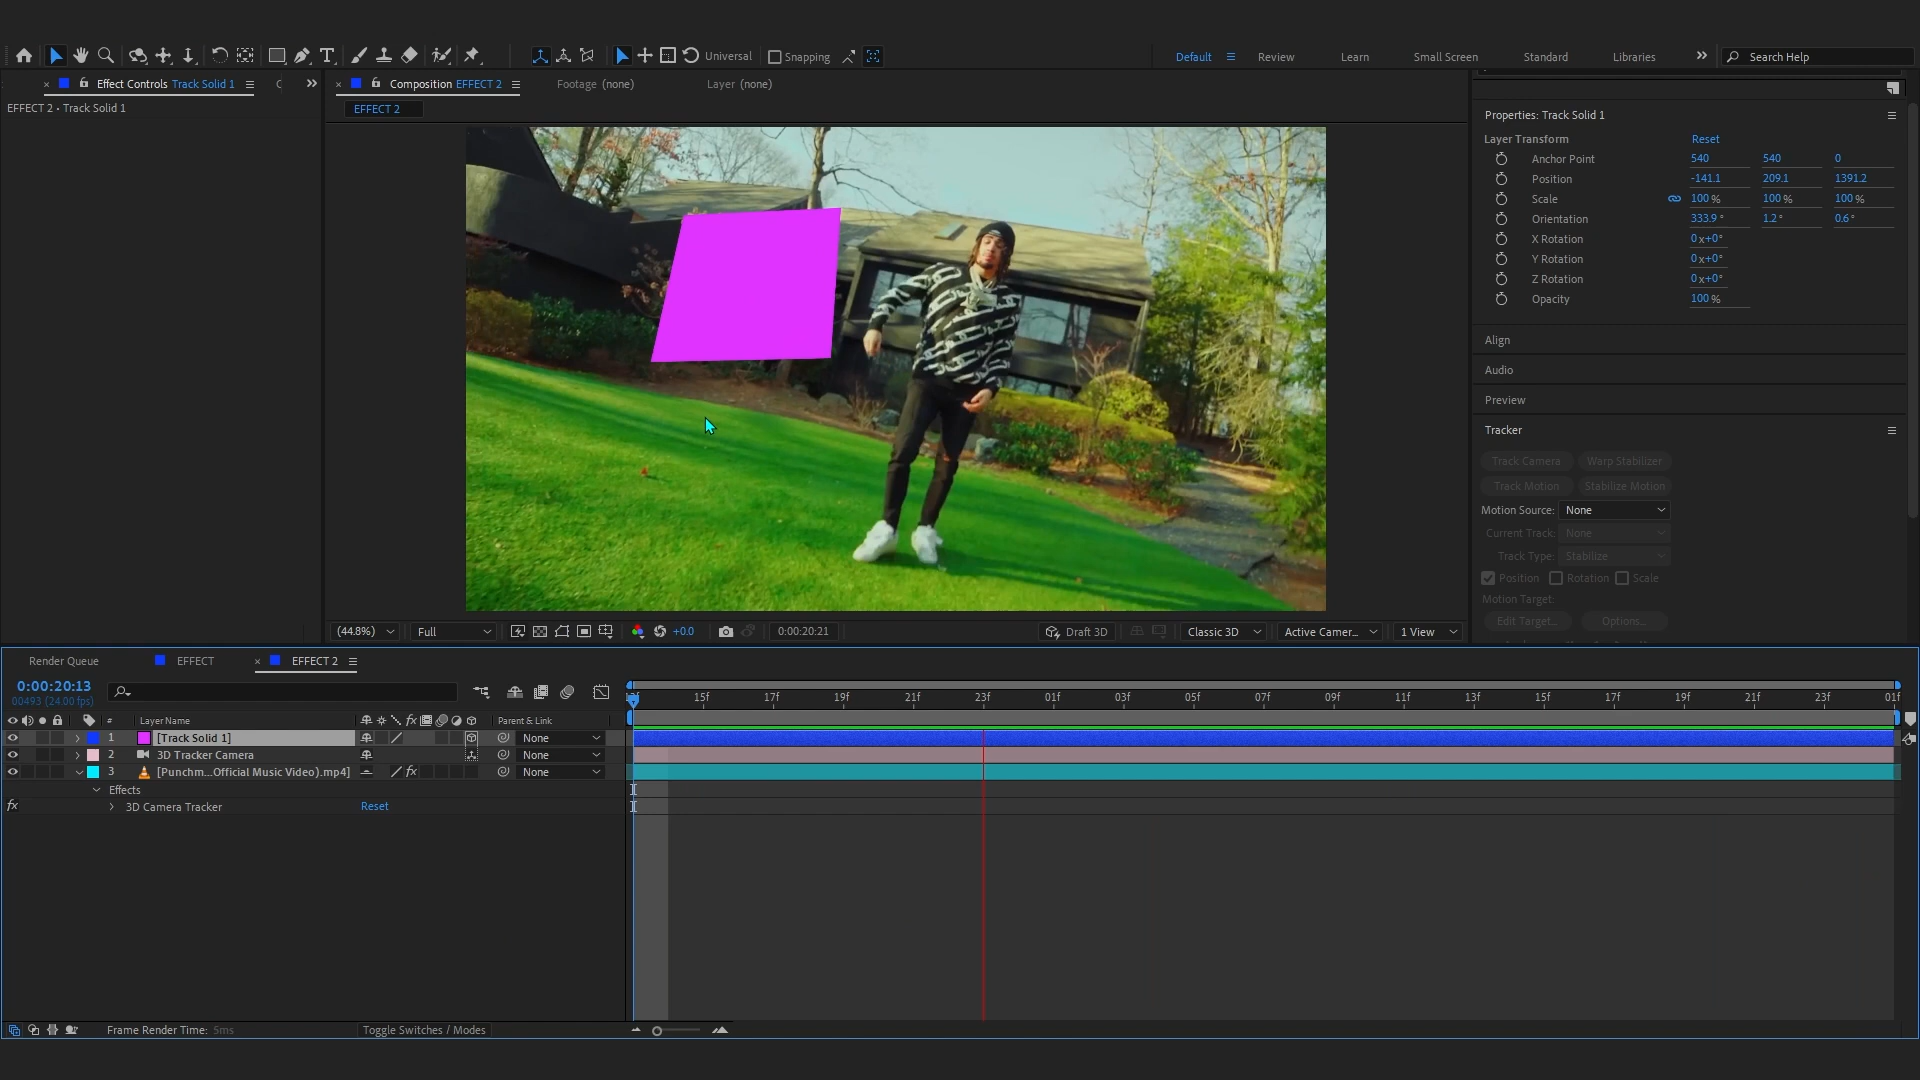 Universal
Snapping
Default
Review
Learn
Small Screen
Standard
Libraries
Search Help
Effect Controls Track Solid 1
EFFECT 2 • Track Solid 1
Composition EFFECT 2
Footage (none)
Layer (none)
EFFECT 2
Properties: Track Solid 1
Layer Transform Reset
Anchor Point 540 540 0
Position -141.1 209.1 1391.2
Scale 100 % 100 % 100 %
Orientation 333.9 ° 1.2 ° 0.6 °
X Rotation 0x+0°
Y Rotation 0x+0°
Z Rotation 0x+0°
Opacity 100 %
Align
Audio
Preview
Tracker
Track Camera Warp Stabilizer
Track Motion Stabilize Motion
Motion Source: None
Current Track: None
Track Type: Stabilize
Position Rotation Scale
Motion Target:
Edit Target... Options...
(44.8%) Full +0.0 0:00:20:21 Draft 3D Classic 3D Active Camer... 1 View
Render Queue EFFECT EFFECT 2
0:00:20:13
00493 (24.00 fps)
15f 17f 19f 21f 23f 01f 03f 05f 07f 09f 11f 13f 15f 17f 19f 21f 23f 01f
# Layer Name fx Parent & Link
1 [Track Solid 1] None
2 3D Tracker Camera None
3 [Punchm...Official Music Video).mp4] fx None
Effects
fx 3D Camera Tracker Reset
Frame Render Time: 5ms Toggle Switches / Modes